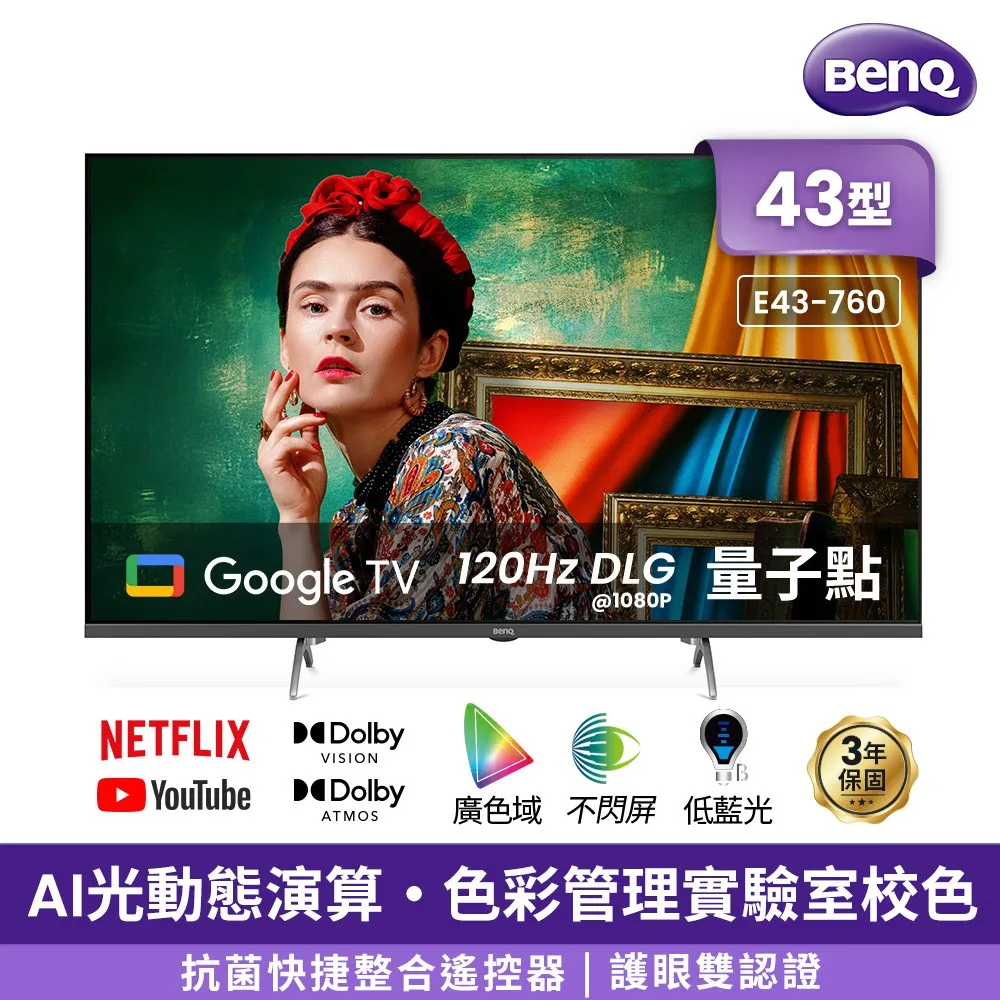 BenQ
43型
E43-760
Google TV
120Hz DLG
@1080P
量子點
BenQ
NETFLIX
YouTube
Dolby
VISION
Dolby
ATMOS
廣色域
不閃屏
B
低藍光
3年
保固
AI光動態演算・色彩管理實驗室校色
抗菌快捷整合遙控器｜護眼雙認證